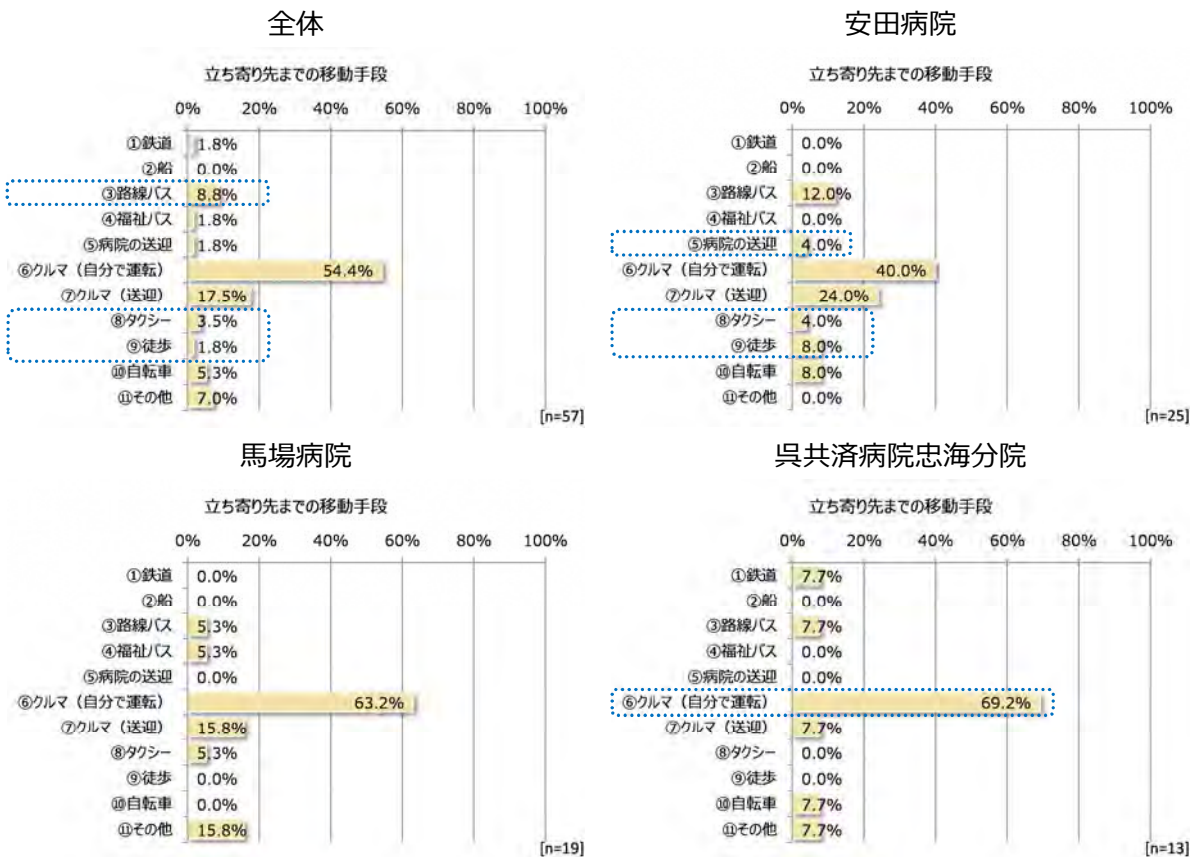 全体
立ち寄り先までの移動手段
0% 20% 40% 60% 80% 100%
①鉄道 1.8%
②船 0.0%
③路線バス 8.8%
④福祉バス 1.8%
⑤病院の送迎 1.8%
⑥クルマ（自分で運転） 54.4%
⑦クルマ（送迎） 17.5%
⑧タクシー 3.5%
⑨徒歩 1.8%
⑩自転車 5.3%
⑪その他 7.0%
[n=57]
安田病院
立ち寄り先までの移動手段
0% 20% 40% 60% 80% 100%
①鉄道 0.0%
②船 0.0%
③路線バス 12.0%
④福祉バス 0.0%
⑤病院の送迎 4.0%
⑥クルマ（自分で運転） 40.0%
⑦クルマ（送迎） 24.0%
⑧タクシー 4.0%
⑨徒歩 8.0%
⑩自転車 8.0%
⑪その他 0.0%
[n=25]
馬場病院
立ち寄り先までの移動手段
0% 20% 40% 60% 80% 100%
①鉄道 0.0%
②船 0.0%
③路線バス 5.3%
④福祉バス 5.3%
⑤病院の送迎 0.0%
⑥クルマ（自分で運転） 63.2%
⑦クルマ（送迎） 15.8%
⑧タクシー 5.3%
⑨徒歩 0.0%
⑩自転車 0.0%
⑪その他 15.8%
[n=19]
呉共済病院忠海分院
立ち寄り先までの移動手段
0% 20% 40% 60% 80% 100%
①鉄道 7.7%
②船 0.0%
③路線バス 7.7%
④福祉バス 0.0%
⑤病院の送迎 0.0%
⑥クルマ（自分で運転） 69.2%
⑦クルマ（送迎） 7.7%
⑧タクシー 0.0%
⑨徒歩 0.0%
⑩自転車 7.7%
⑪その他 7.7%
[n=13]